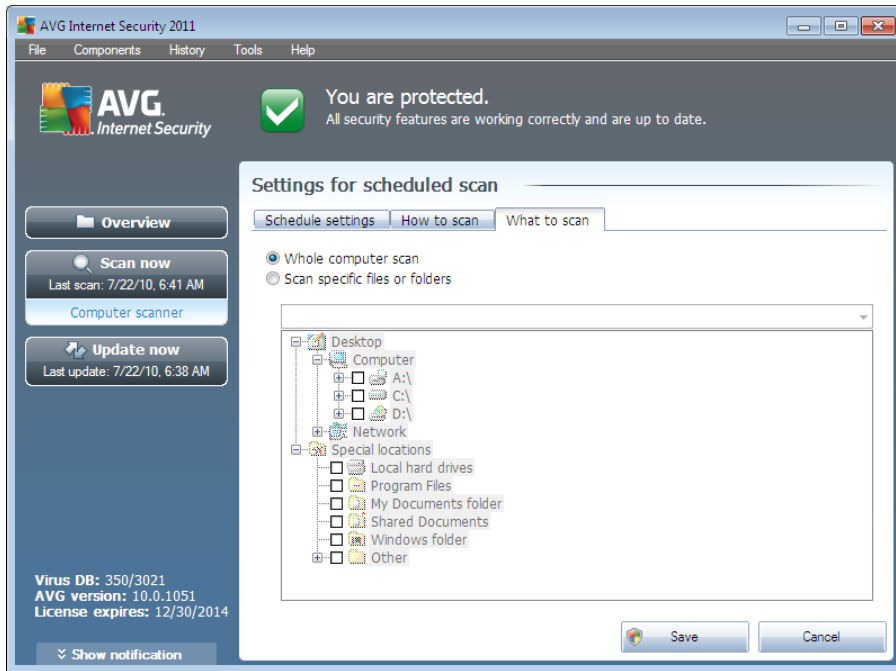 AVG Internet Security 2011
File Components History Tools Help
AVG.
Internet Security
You are protected.
All security features are working correctly and are up to date.
Overview
Scan now
Last scan: 7/22/10, 6:41 AM
Computer scanner
Update now
Last update: 7/22/10, 6:38 AM
Virus DB: 350/3021
AVG version: 10.0.1051
License expires: 12/30/2014
Show notification
Settings for scheduled scan
Schedule settings How to scan What to scan
Whole computer scan
Scan specific files or folders
Desktop
Computer
A:\
C:\
D:\
Network
Special locations
Local hard drives
Program Files
My Documents folder
Shared Documents
Windows folder
Other
Save Cancel